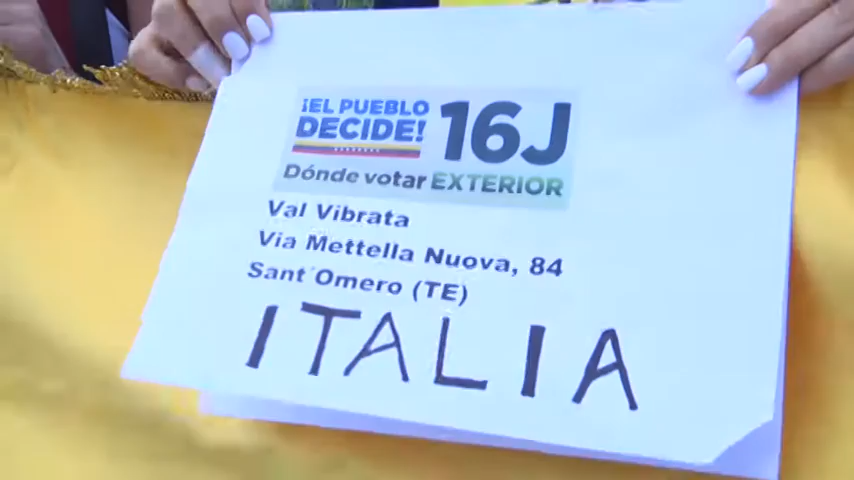 ¡EL PUEBLO
DECIDE!
16J
Dónde votar EXTERIOR
Val Vibrata
Via Mettella Nuova, 84
Sant´Omero (TE)
ITALIA